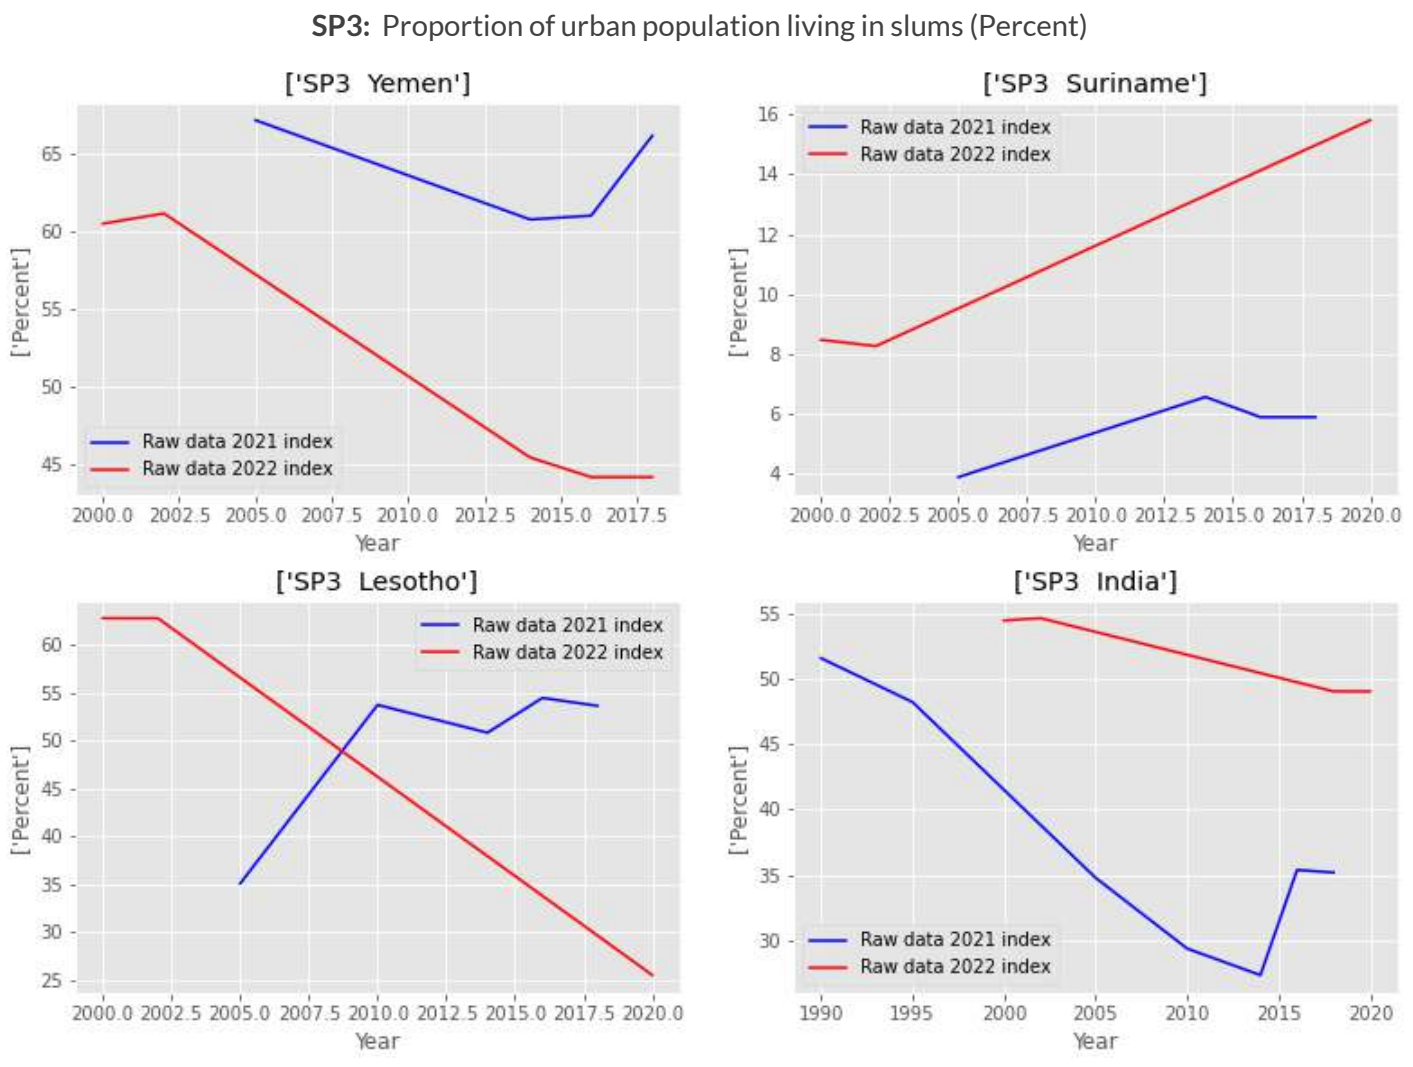 SP3: Proportion of urban population living in slums (Percent)
['SP3  Yemen']
['Percent']
65
60
55
50
45
Raw data 2021 index
Raw data 2022 index
2000.0 2002.5 2005.0 2007.5 2010.0 2012.5 2015.0 2017.5
Year
['SP3  Suriname']
['Percent']
16
14
12
10
8
6
4
Raw data 2021 index
Raw data 2022 index
2000.0 2002.5 2005.0 2007.5 2010.0 2012.5 2015.0 2017.5 2020.0
Year
['SP3  Lesotho']
['Percent']
60
55
50
45
40
35
30
25
Raw data 2021 index
Raw data 2022 index
2000.0 2002.5 2005.0 2007.5 2010.0 2012.5 2015.0 2017.5 2020.0
Year
['SP3  India']
['Percent']
55
50
45
40
35
30
Raw data 2021 index
Raw data 2022 index
1990 1995 2000 2005 2010 2015 2020
Year